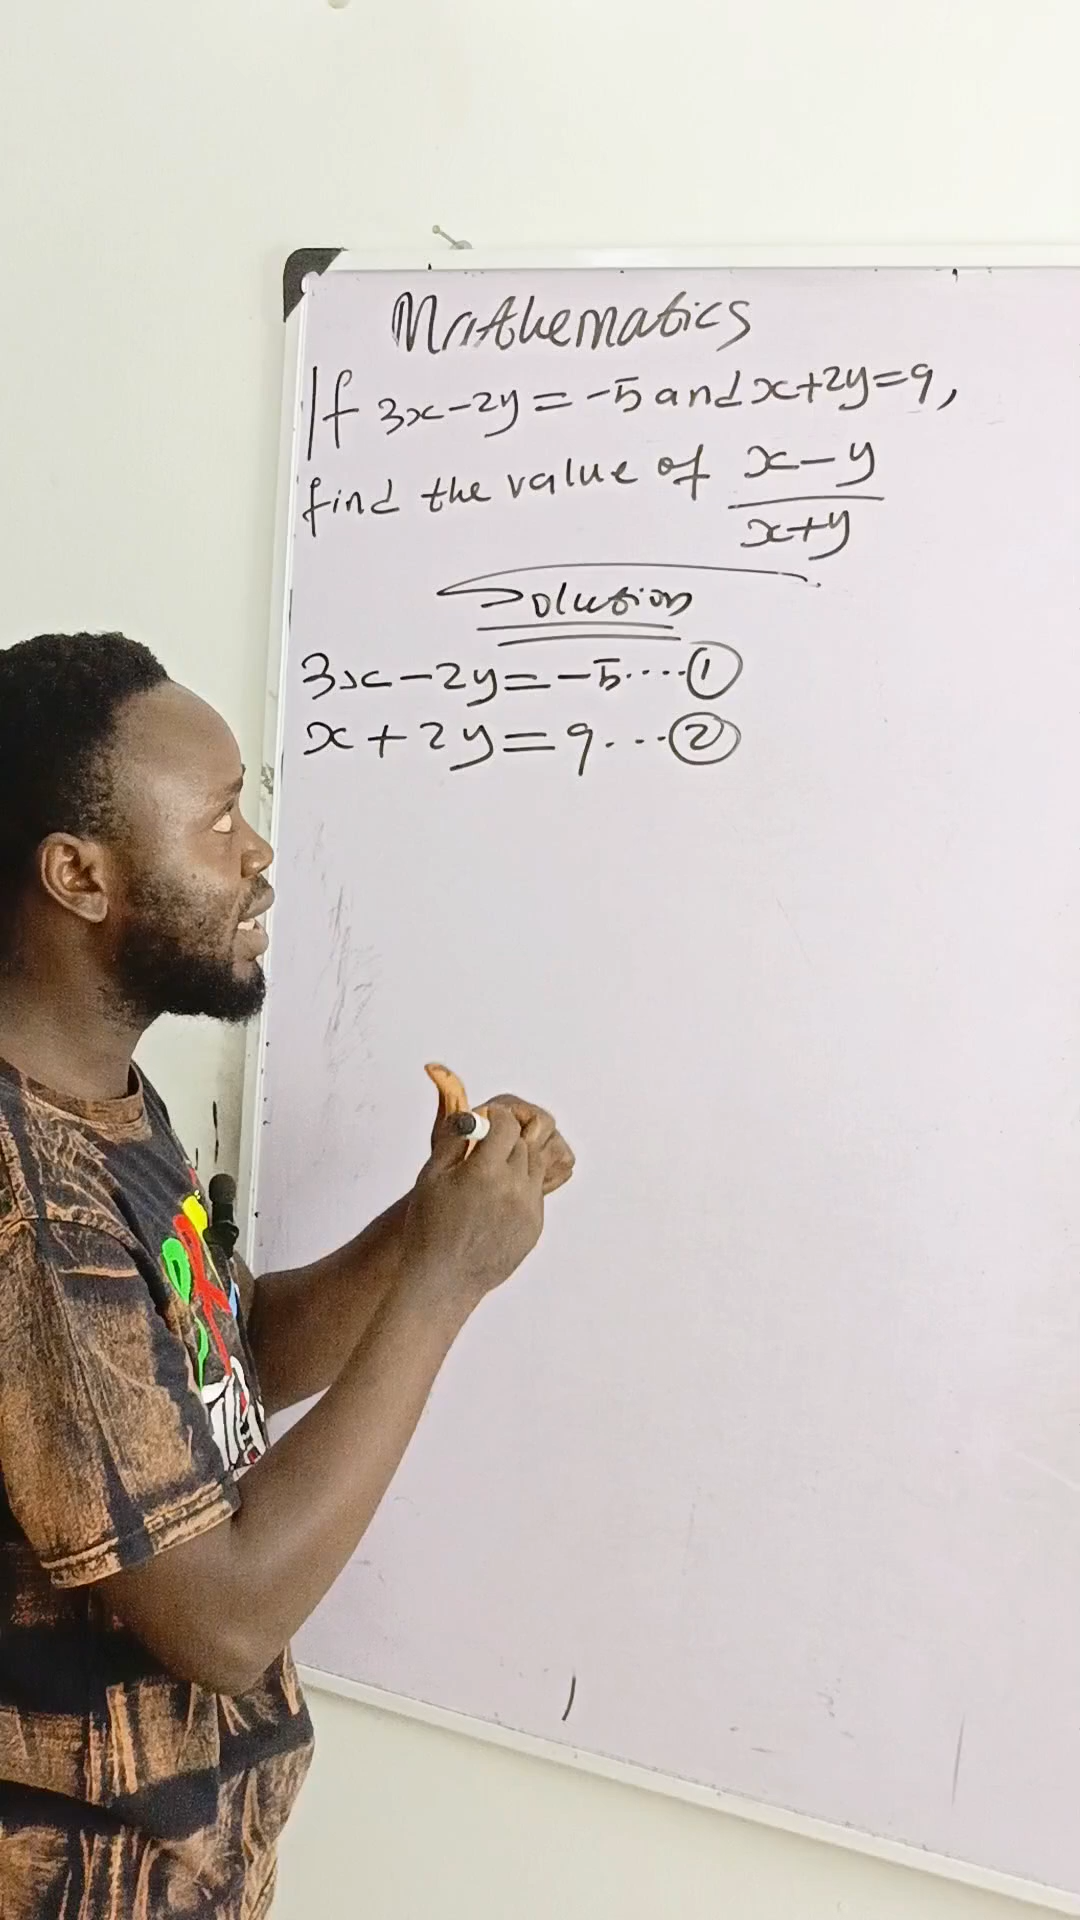 Mathematics
If 3x-2y=-5 and x+2y=9,
find the value of x-y
x+y
Solution
3x-2y=-5....①
x+2y=9...②